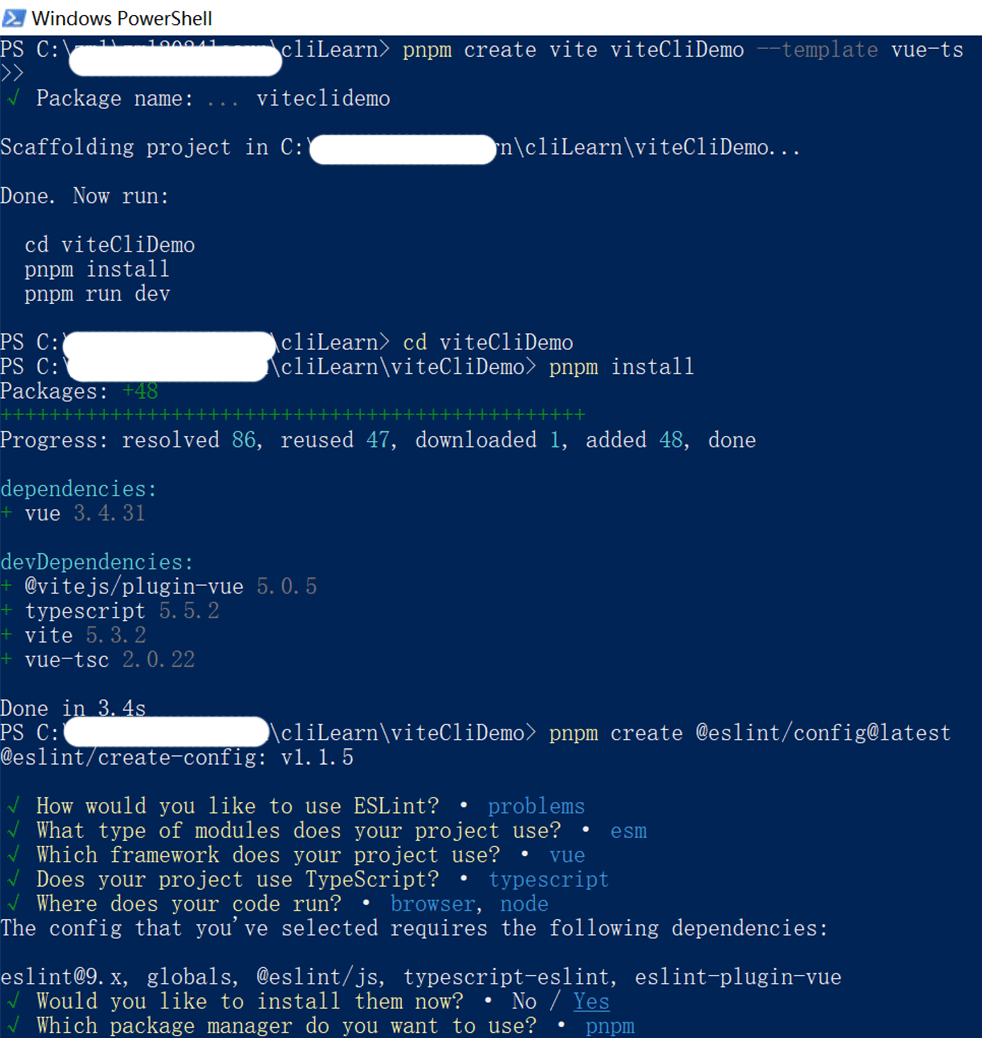 Windows PowerShell
PS C:\cliLearn> pnpm create vite viteCliDemo --template vue-ts
>>
√ Package name: ... viteclidemo
Scaffolding project in C:\n\cliLearn\viteCliDemo...
Done. Now run:
cd viteCliDemo
pnpm install
pnpm run dev
PS C:\cliLearn> cd viteCliDemo
PS C:\cliLearn\viteCliDemo> pnpm install
Packages: +48
++++++++++++++++++++++++++++++++++++++++++++++++
Progress: resolved 86, reused 47, downloaded 1, added 48, done
dependencies:
+ vue 3.4.31
devDependencies:
+ @vitejs/plugin-vue 5.0.5
+ typescript 5.5.2
+ vite 5.3.2
+ vue-tsc 2.0.22
Done in 3.4s
PS C:\cliLearn\viteCliDemo> pnpm create @eslint/config@latest
@eslint/create-config: v1.1.5
√ How would you like to use ESLint? · problems
√ What type of modules does your project use? · esm
√ Which framework does your project use? · vue
√ Does your project use TypeScript? · typescript
√ Where does your code run? · browser, node
The config that you've selected requires the following dependencies:
eslint@9.x, globals, @eslint/js, typescript-eslint, eslint-plugin-vue
√ Would you like to install them now? · No / Yes
√ Which package manager do you want to use? · pnpm